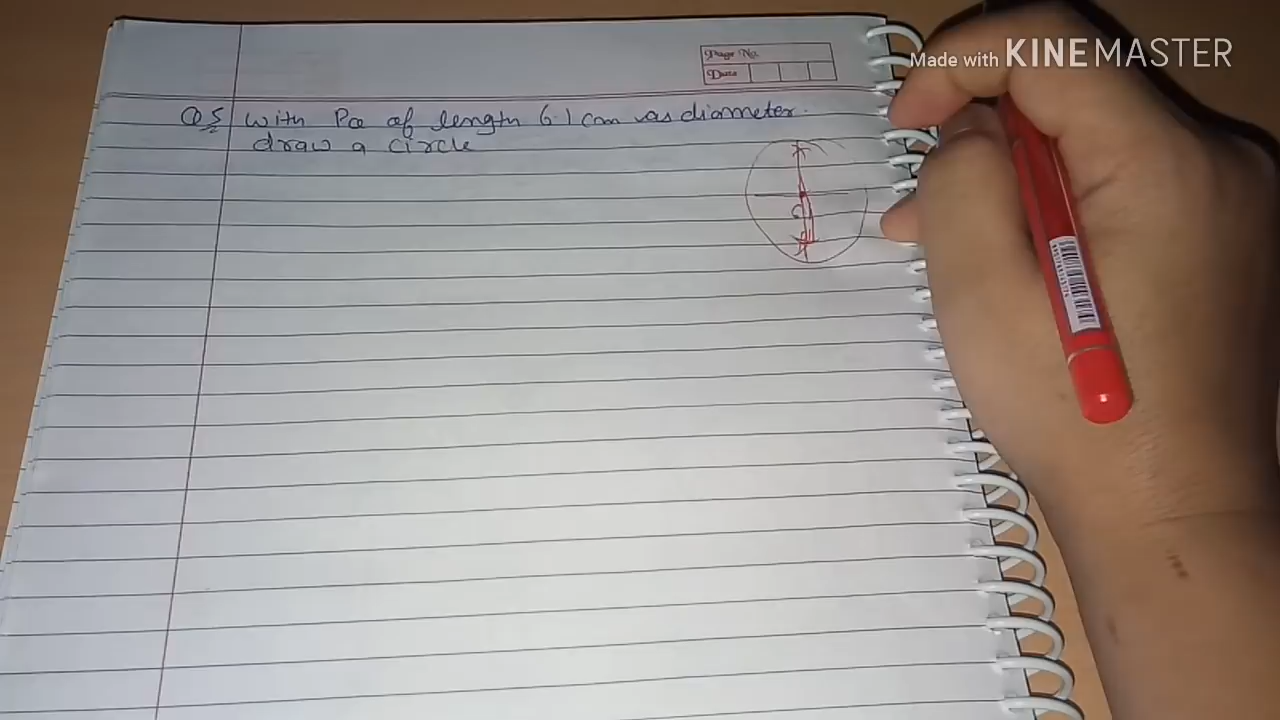 Made with KINEMASTER
Page No.
Date
Q5 with PQ of length 6.1 cm as diameter.
draw a circle